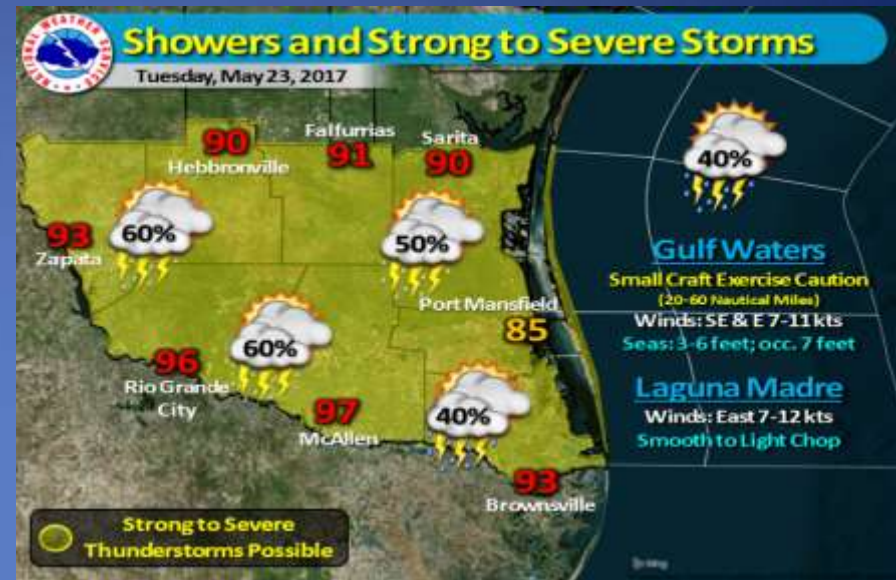 NATIONAL WEATHER SERVICE
Showers and Strong to Severe Storms
Tuesday, May 23, 2017
90
Hebbronville
Falfurrias
91
Sarita
90
40%
93
Zapata
60%
50%
Port Mansfield
85
60%
96
Rio Grande
City
97
McAllen
40%
93
Brownsville
Gulf Waters
Small Craft Exercise Caution
(20-60 Nautical Miles)
Winds: SE & E 7-11 kts
Seas: 3-6 feet; occ. 7 feet
Laguna Madre
Winds: East 7-12 kts
Smooth to Light Chop
Strong to Severe
Thunderstorms Possible